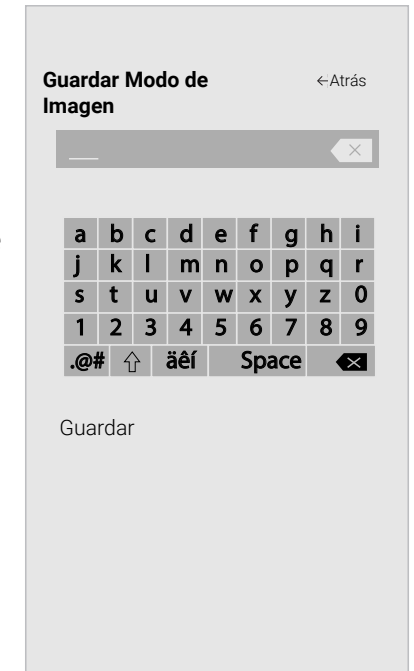 Guardar Modo de
Imagen
←Atrás
a b c d e f g h i
j k l m n o p q r
s t u v w x y z 0
1 2 3 4 5 6 7 8 9
.@# äêí Space
Guardar